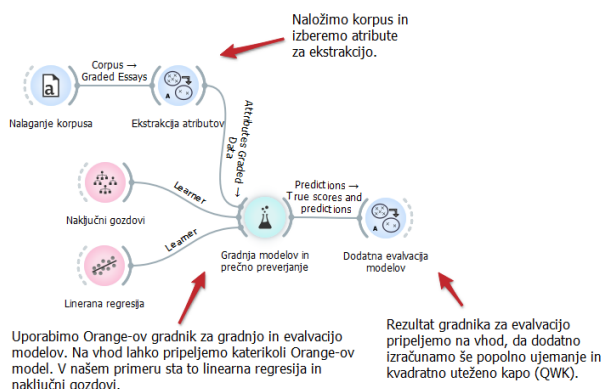 Naložimo korpus in
izberemo atribute
za ekstrakcijo.
Corpus →
Graded Essays
a
A
Nalaganje korpusa
Ekstrakcija atributov
Attributes Graded →
Data
Learner
Naključni gozdovi
Predictions →
True scores and
predictions
Learner
A
Gradnja modelov in
prečno preverjanje
Dodatna evalvacija
modelov
Linerana regresija
Uporabimo Orange-ov gradnik za gradnjo in evalvacijo
modelov. Na vhod lahko pripeljemo katerikoli Orange-ov
model. V našem primeru sta to linearna regresija in
naključni gozdovi.
Rezultat gradnika za evalvacijo
pripeljemo na vhod, da dodatno
izračunamo še popolno ujemanje in
kvadratno uteženo kapo (QWK).